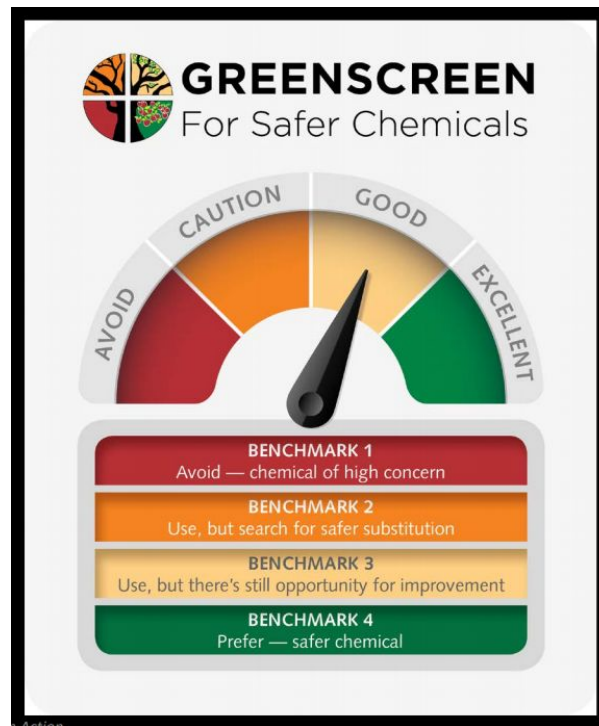 GREENSCREEN
For Safer Chemicals
AVOID
CAUTION
GOOD
EXCELLENT
BENCHMARK 1
Avoid — chemical of high concern
BENCHMARK 2
Use, but search for safer substitution
BENCHMARK 3
Use, but there's still opportunity for improvement
BENCHMARK 4
Prefer — safer chemical
Action